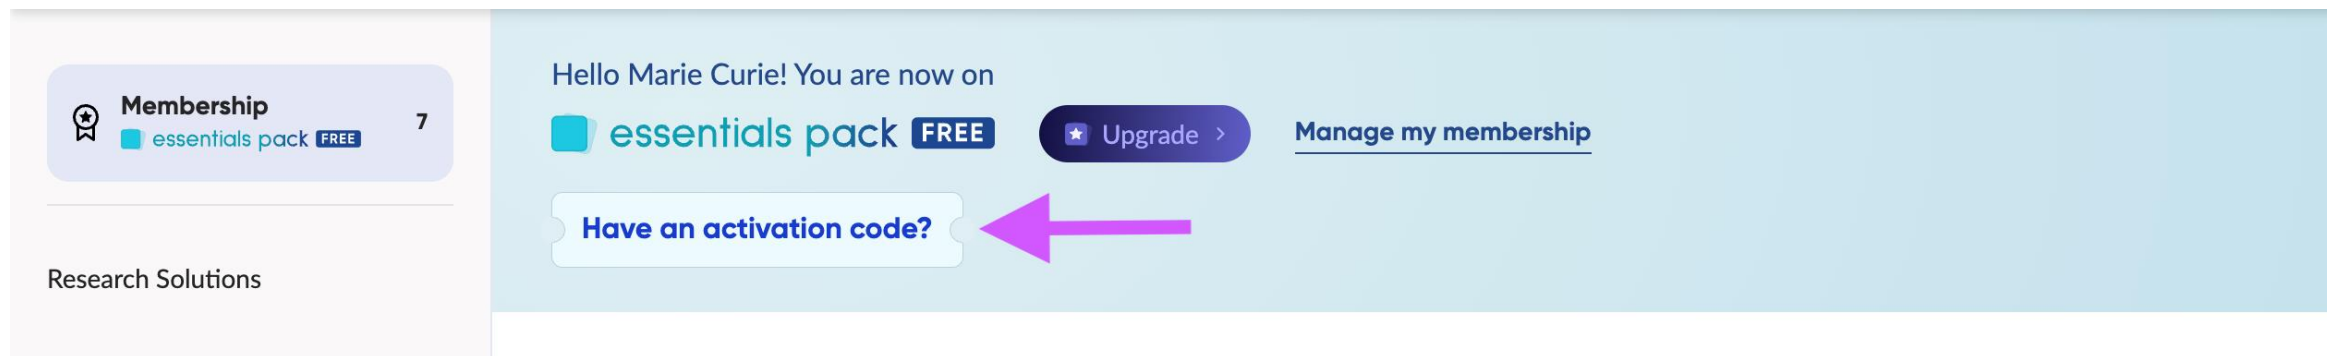 Membership
essentials pack FREE
7
Research Solutions
Hello Marie Curie! You are now on
essentials pack FREE
Upgrade
Manage my membership
Have an activation code?